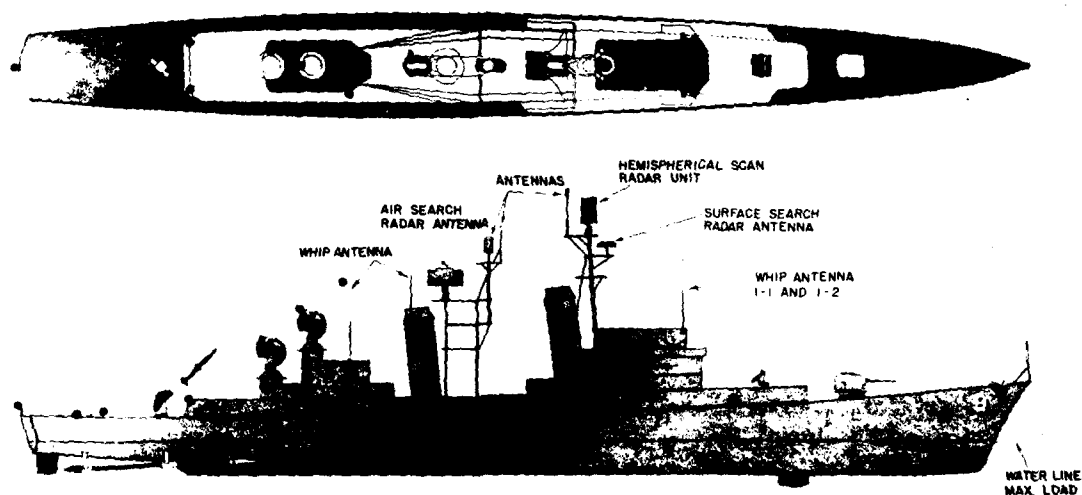 HEMISPHERICAL SCAN
RADAR UNIT
ANTENNAS
AIR SEARCH
RADAR ANTENNA
SURFACE SEARCH
RADAR ANTENNA
WHIP ANTENNA
WHIP ANTENNA
1-1 AND 1-2
WATER LINE
MAX. LOAD